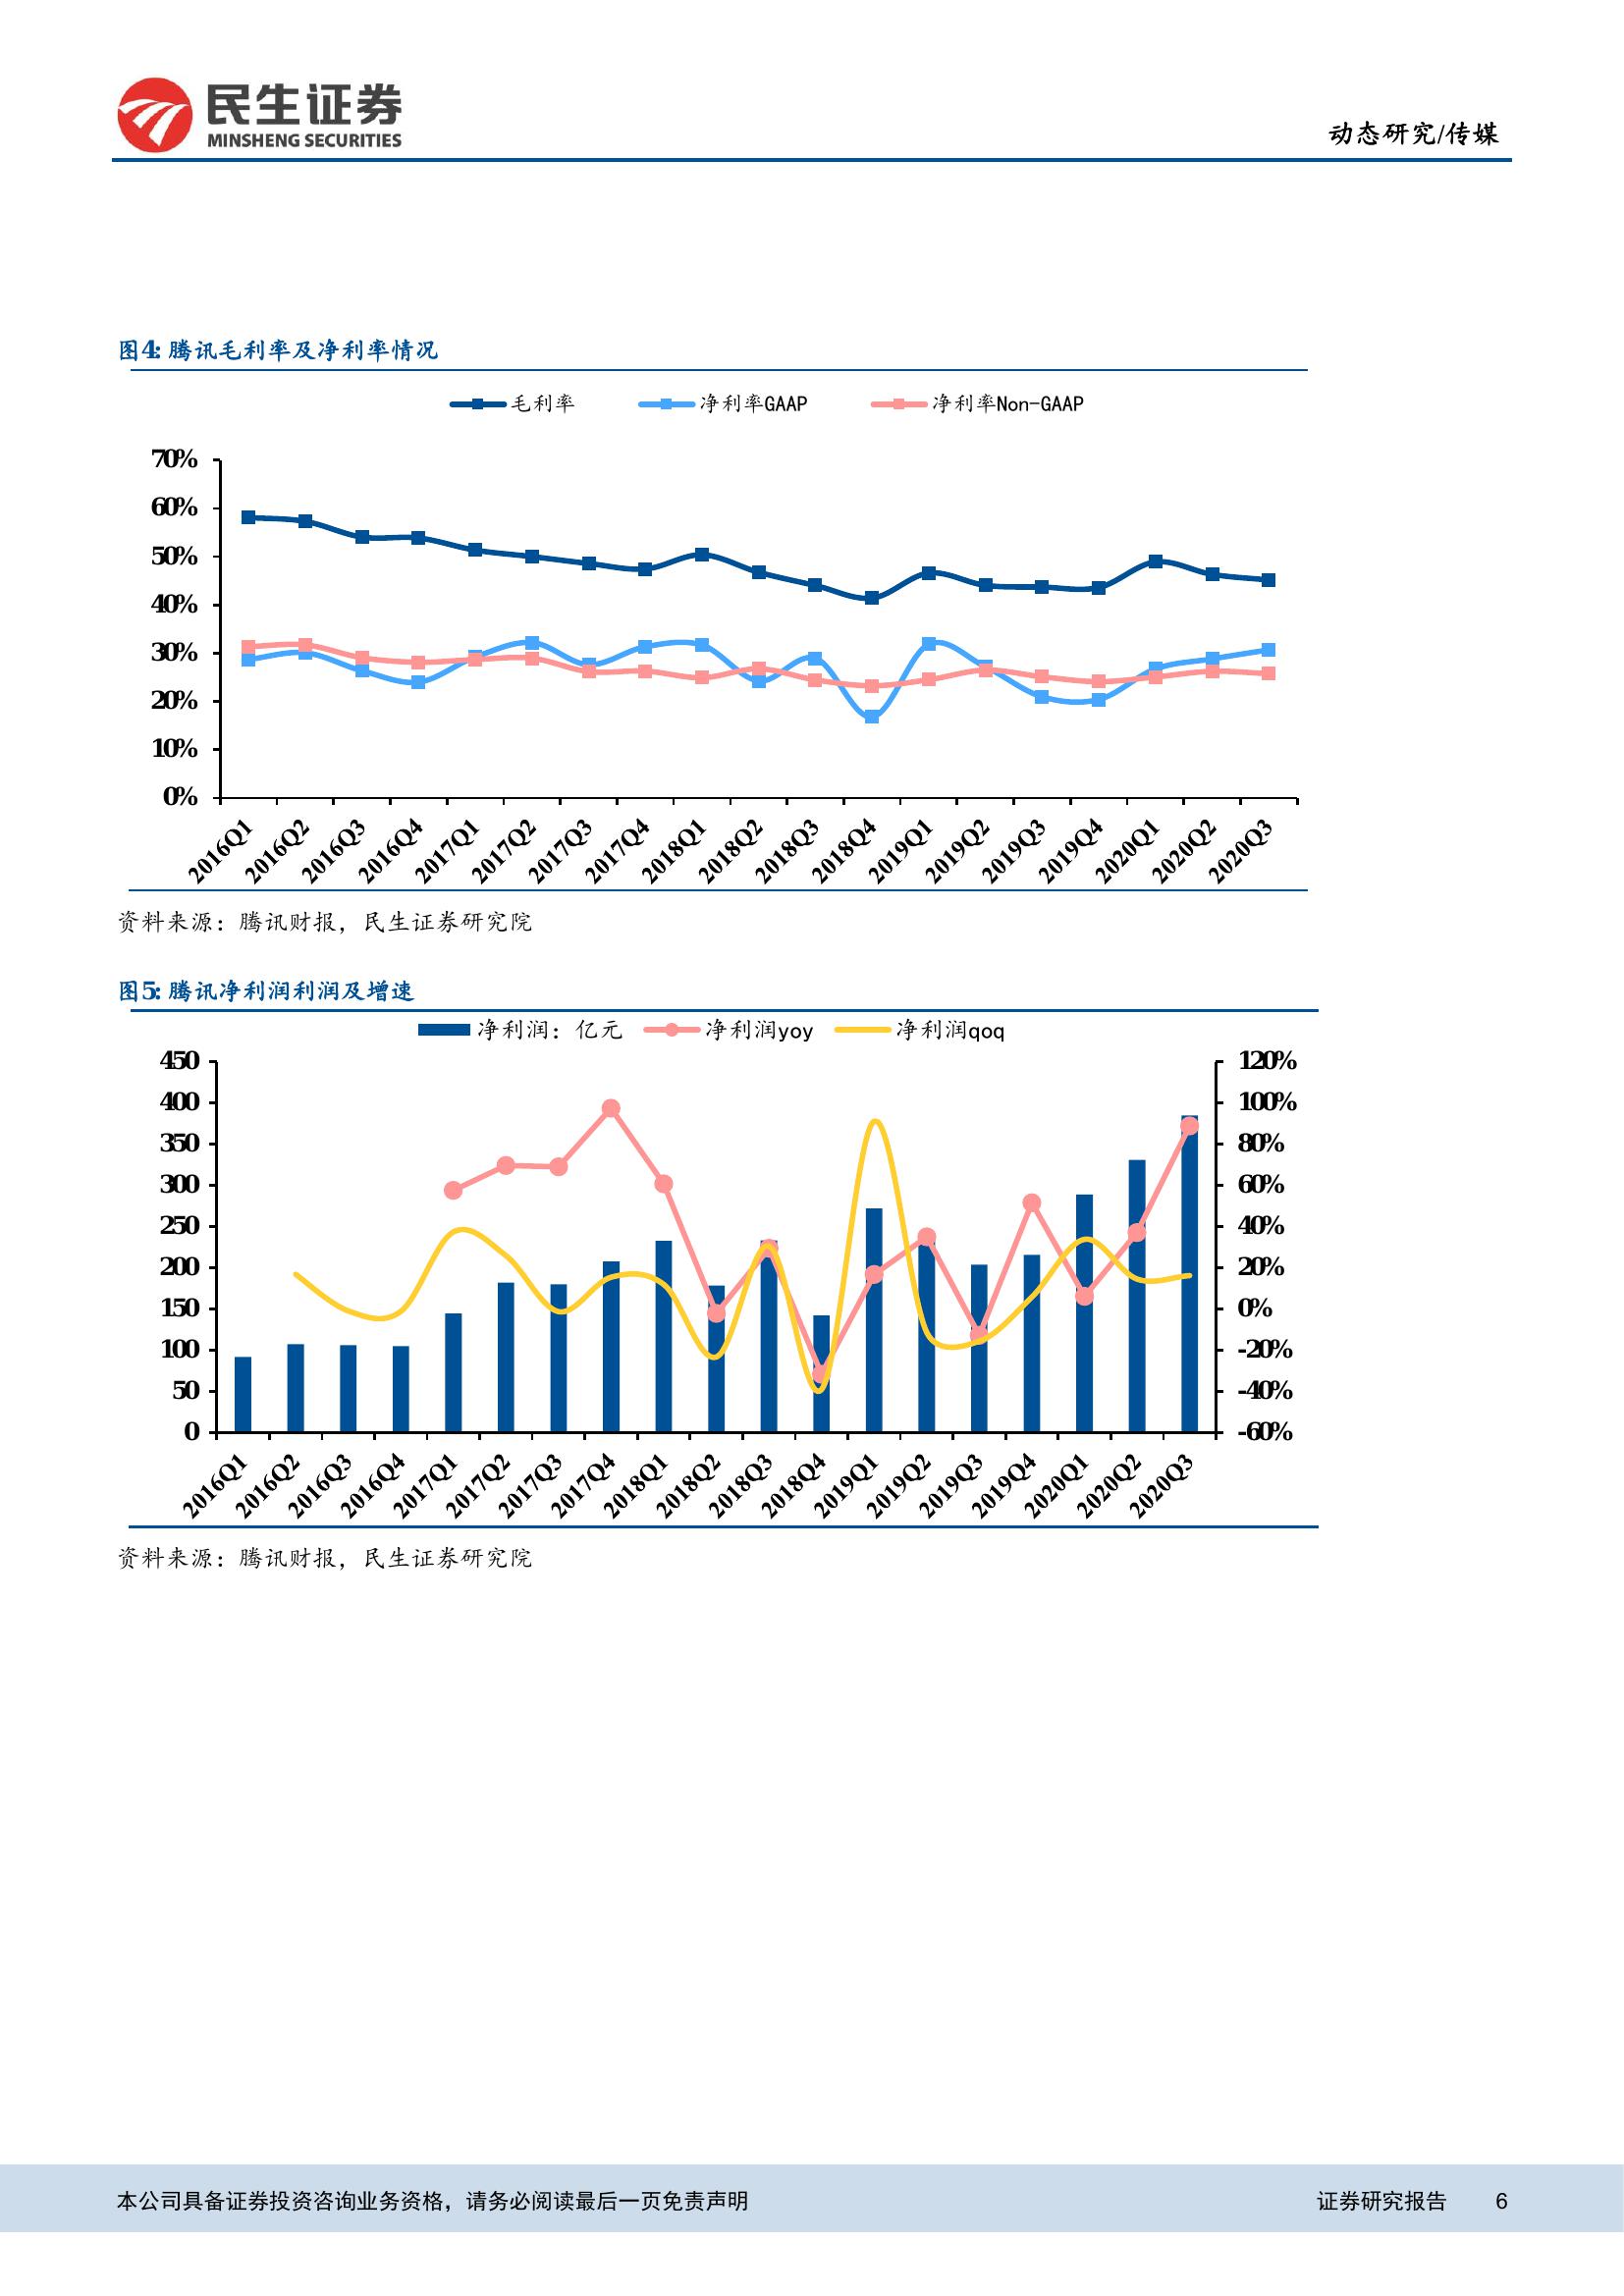 民生证券
MINSHENG SECURITIES
动态研究/传媒
图4: 腾讯毛利率及净利率情况
毛利率 净利率GAAP 净利率Non-GAAP
70%
60%
50%
40%
30%
20%
10%
0%
2016Q1 2016Q2 2016Q3 2016Q4 2017Q1 2017Q2 2017Q3 2017Q4 2018Q1 2018Q2 2018Q3 2018Q4 2019Q1 2019Q2 2019Q3 2019Q4 2020Q1 2020Q2 2020Q3
资料来源：腾讯财报，民生证券研究院
图5: 腾讯净利润利润及增速
净利润：亿元 净利润yoy 净利润qoq
450 120%
400 100%
350 80%
300 60%
250 40%
200 20%
150 0%
100 -20%
50 -40%
0 -60%
2016Q1 2016Q2 2016Q3 2016Q4 2017Q1 2017Q2 2017Q3 2017Q4 2018Q1 2018Q2 2018Q3 2018Q4 2019Q1 2019Q2 2019Q3 2019Q4 2020Q1 2020Q2 2020Q3
资料来源：腾讯财报，民生证券研究院
本公司具备证券投资咨询业务资格，请务必阅读最后一页免责声明 证券研究报告 6